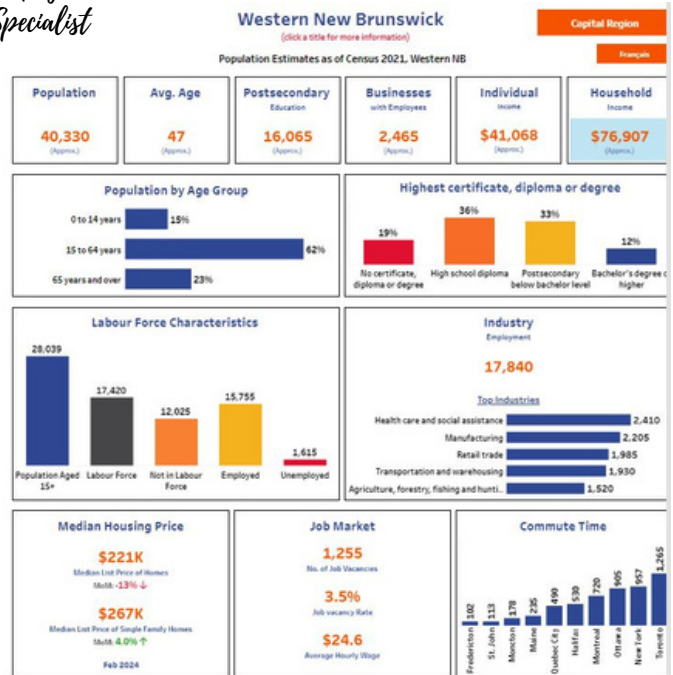 Specialist
Western New Brunswick
(click a title for more information)
Capital Region
Français
Population Estimates as of Census 2021, Western NB
Population
40,330
(Approx.)
Avg. Age
47
(Approx.)
Postsecondary
Education
16,065
(Approx.)
Businesses
with Employees
2,465
(Approx.)
Individual
Income
$41,068
(Approx.)
Household
Income
$76,907
(Approx.)
Population by Age Group
0 to 14 years 15%
15 to 64 years 62%
65 years and over 23%
Highest certificate, diploma or degree
19% 36% 33% 12%
No certificate, diploma or degree
High school diploma
Postsecondary below bachelor level
Bachelor's degree o
higher
Labour Force Characteristics
28,039
17,420
12,025
15,755
1,615
Population Aged 15+
Labour Force
Not in Labour Force
Employed
Unemployed
Industry
Employment
17,840
Top Industries
Health care and social assistance 2,410
Manufacturing 2,205
Retail trade 1,985
Transportation and warehousing 1,930
Agriculture, forestry, fishing and hunti.. 1,520
Median Housing Price
$221K
Median List Price of Homes
MoM: -13% ↓
$267K
Median List Price of Single Family Homes
MoM: 4.0% ↑
Feb 2024
Job Market
1,255
No. of Job Vacancies
3.5%
Job vacancy Rate
$24.6
Average Hourly Wage
Commute Time
102 113 178 235 490 530 720 905 957 1,265
Fredericton
St. John
Moncton
Maine
Quebec City
Halifax
Montreal
Ottawa
New York
Toronto